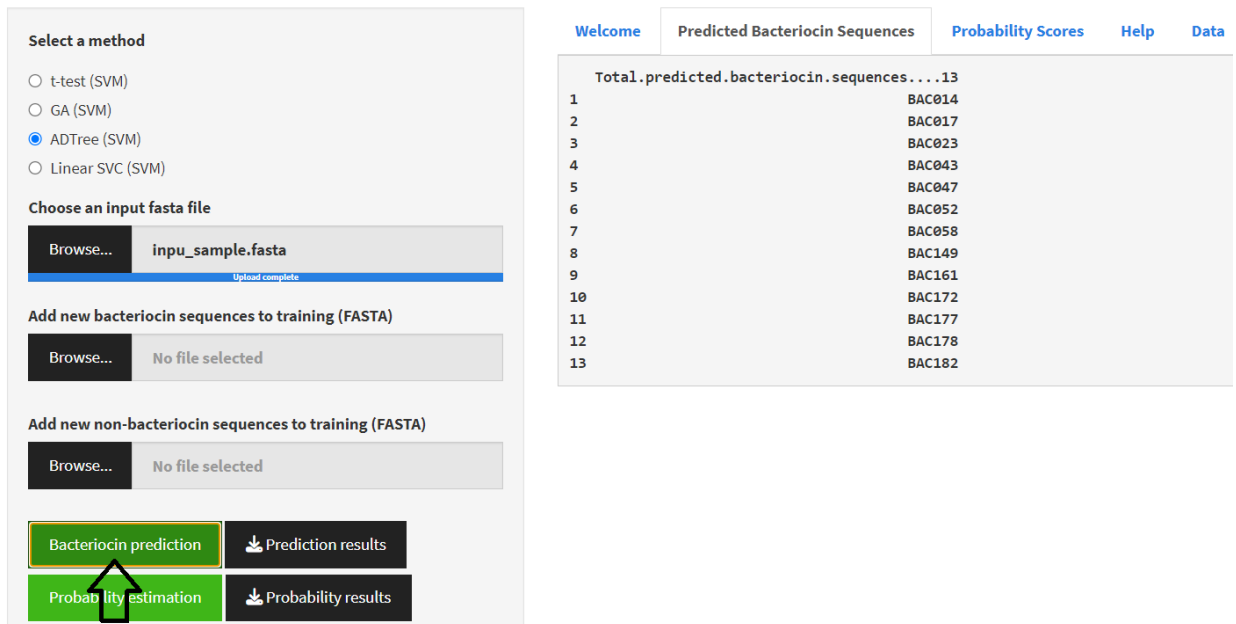 Select a method
t-test (SVM)
GA (SVM)
ADTree (SVM)
Linear SVC (SVM)
Choose an input fasta file
Browse... inpu_sample.fasta
Upload complete
Add new bacteriocin sequences to training (FASTA)
Browse... No file selected
Add new non-bacteriocin sequences to training (FASTA)
Browse... No file selected
Bacteriocin prediction Prediction results
Probability estimation Probability results
Welcome Predicted Bacteriocin Sequences Probability Scores Help Data
Total.predicted.bacteriocin.sequences....13
1 BAC014
2 BAC017
3 BAC023
4 BAC043
5 BAC047
6 BAC052
7 BAC058
8 BAC149
9 BAC161
10 BAC172
11 BAC177
12 BAC178
13 BAC182